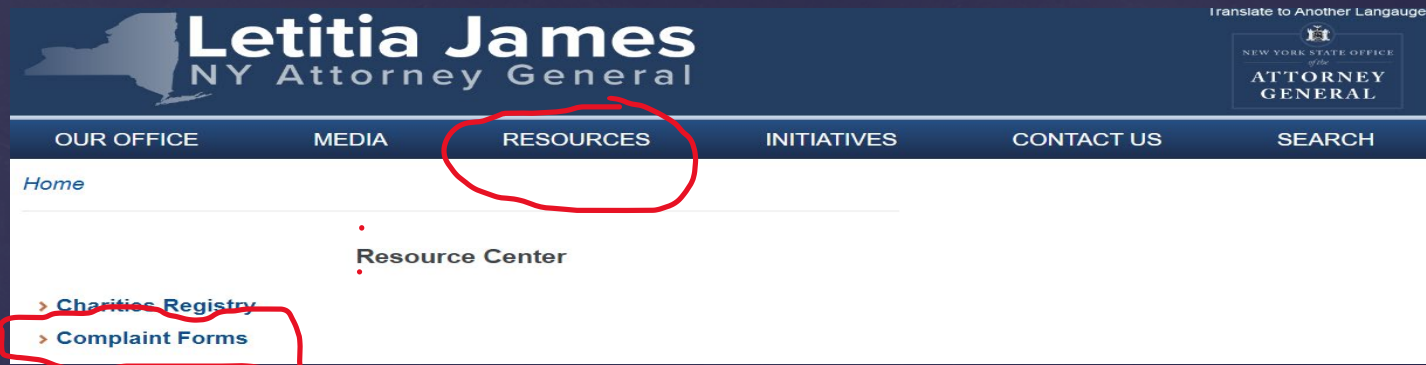 Translate to Another Langauge
Letitia James
NY Attorney General
NEW YORK STATE OFFICE
of the
ATTORNEY
GENERAL
OUR OFFICE MEDIA RESOURCES INITIATIVES CONTACT US SEARCH
Home
Resource Center
> Charities Registry
> Complaint Forms